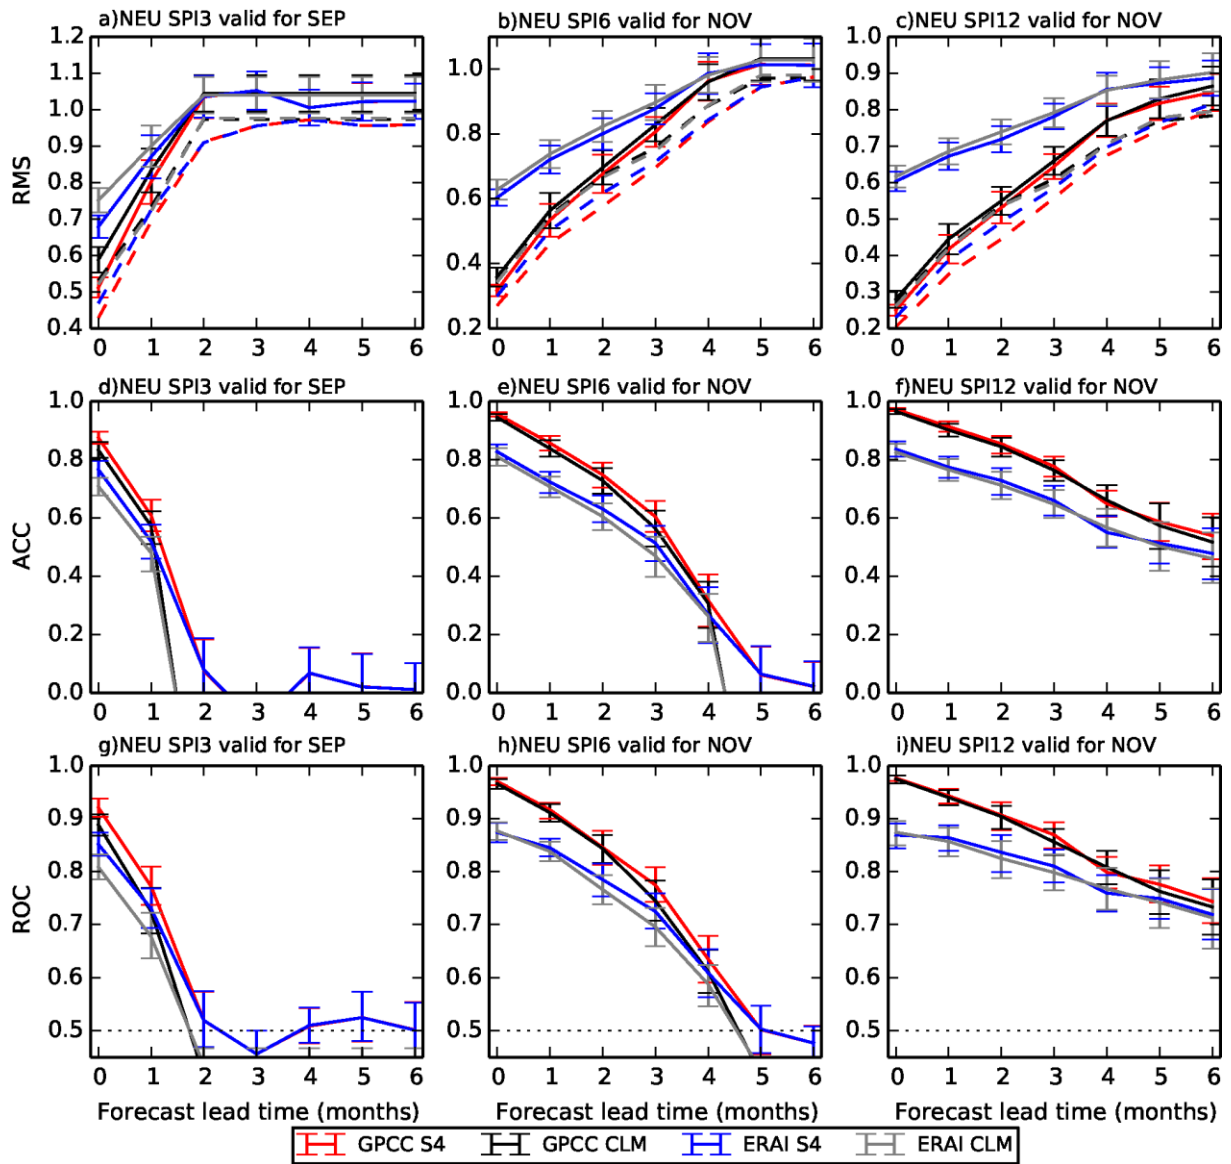 a)NEU SPI3 valid for SEP
b)NEU SPI6 valid for NOV
c)NEU SPI12 valid for NOV
RMS
1.2
1.1
1.0
0.9
0.8
0.7
0.6
0.5
0.4
0 1 2 3 4 5 6
1.0
0.8
0.6
0.4
0.2
0 1 2 3 4 5 6
1.0
0.9
0.8
0.7
0.6
0.5
0.4
0.3
0.2
0 1 2 3 4 5 6
d)NEU SPI3 valid for SEP
e)NEU SPI6 valid for NOV
f)NEU SPI12 valid for NOV
ACC
1.0
0.8
0.6
0.4
0.2
0.0
0 1 2 3 4 5 6
1.0
0.8
0.6
0.4
0.2
0.0
0 1 2 3 4 5 6
1.0
0.8
0.6
0.4
0.2
0.0
0 1 2 3 4 5 6
g)NEU SPI3 valid for SEP
h)NEU SPI6 valid for NOV
i)NEU SPI12 valid for NOV
ROC
1.0
0.9
0.8
0.7
0.6
0.5
0 1 2 3 4 5 6
1.0
0.9
0.8
0.7
0.6
0.5
0 1 2 3 4 5 6
1.0
0.9
0.8
0.7
0.6
0.5
0 1 2 3 4 5 6
Forecast lead time (months)
Forecast lead time (months)
Forecast lead time (months)
GPCC S4
GPCC CLM
ERAI S4
ERAI CLM